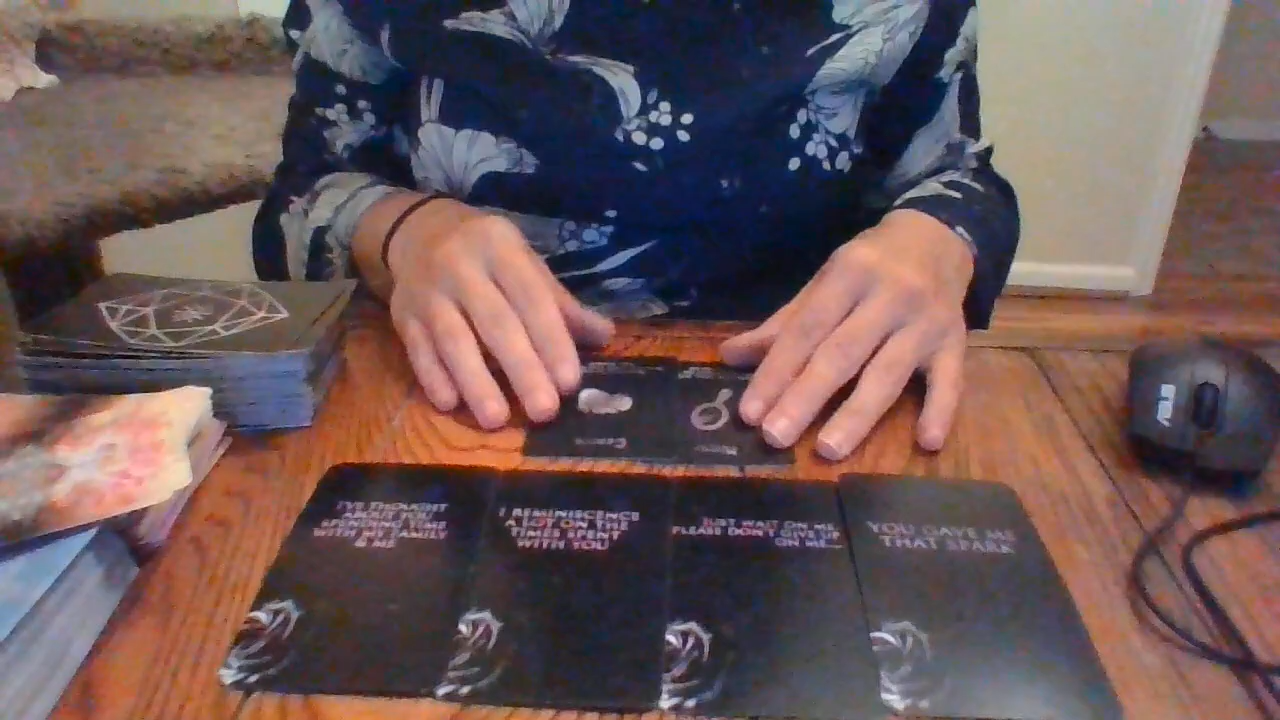 I'VE THOUGHT
ABOUT YOU
SPENDING TIME
WITH MY FAMILY
& ME
I REMINISCENCE
A LOT ON THE
TIMES SPENT
WITH YOU
JUST WAIT ON ME,
PLEASE DON'T GIVE UP
ON ME...
YOU GAVE ME
THAT SPARK